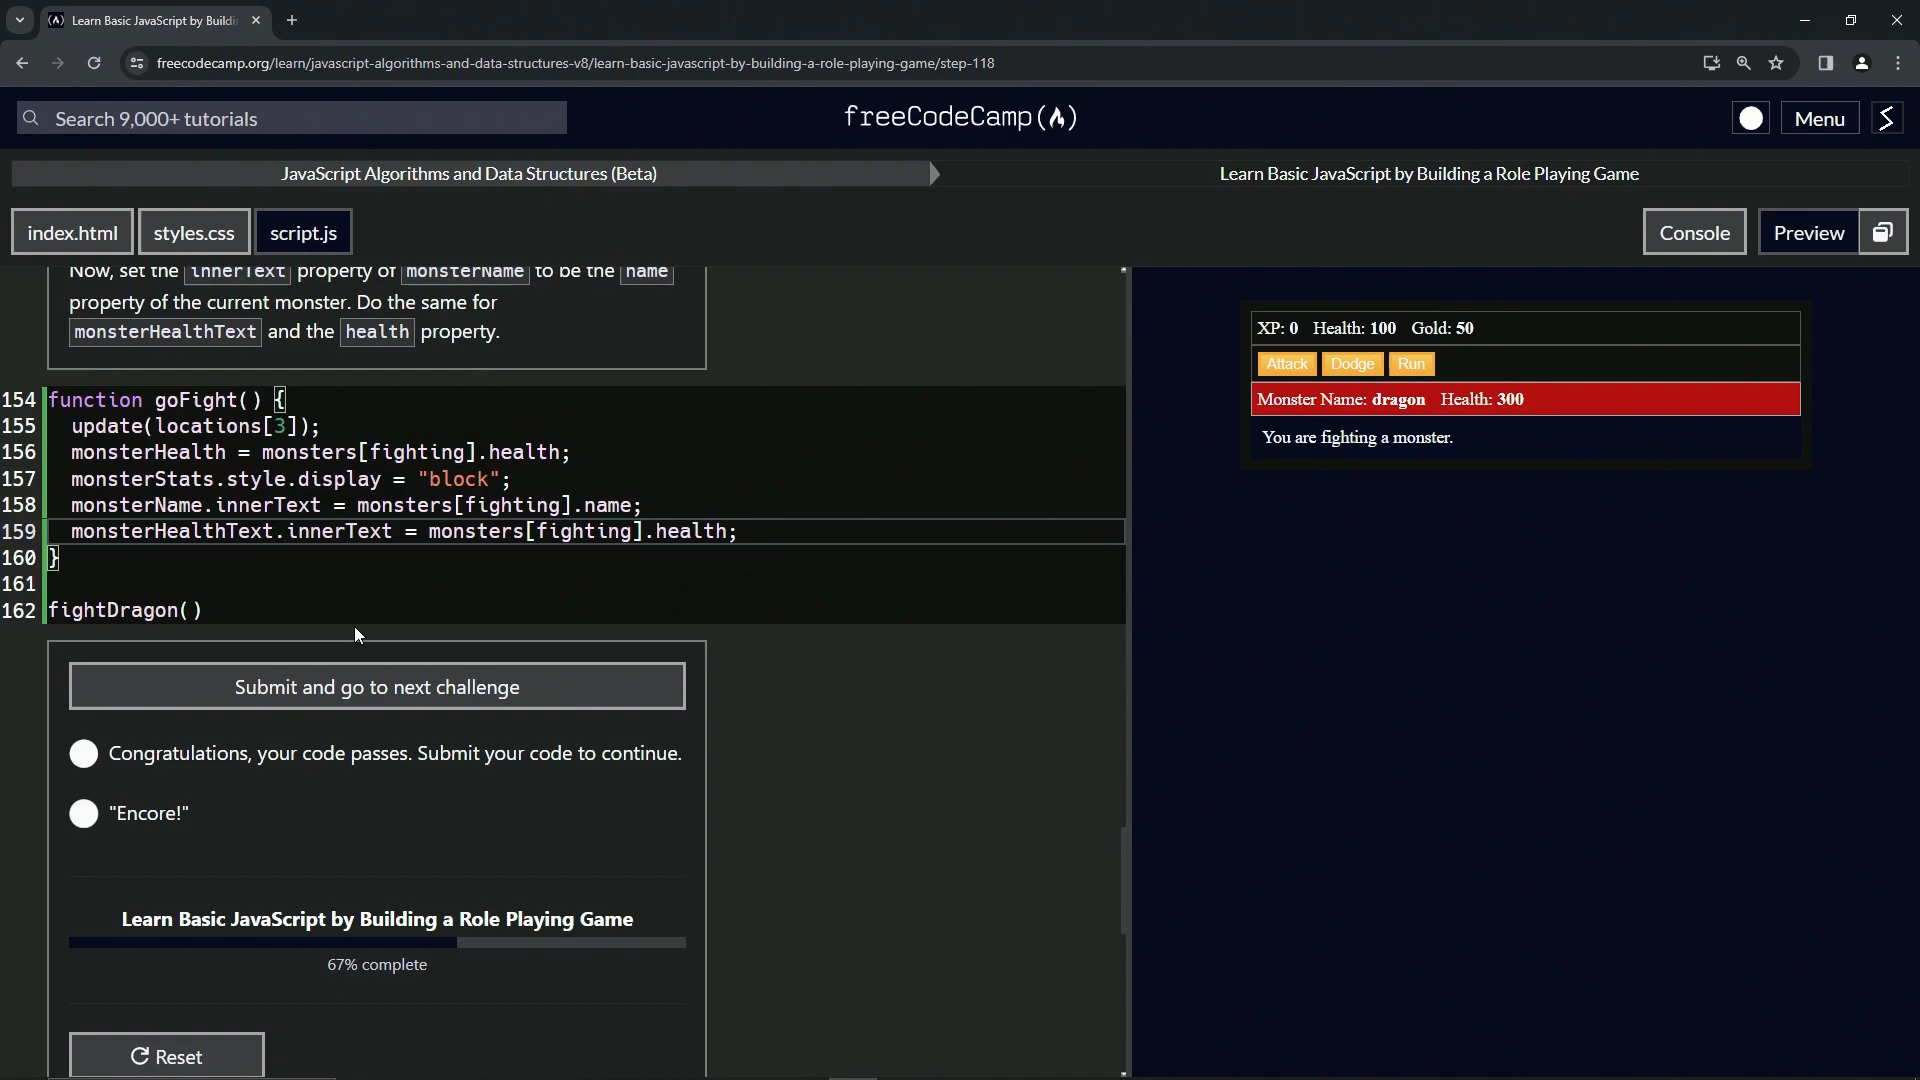 Learn Basic JavaScript by Buildi
freecodecamp.org/learn/javascript-algorithms-and-data-structures-v8/learn-basic-javascript-by-building-a-role-playing-game/step-118
Search 9,000+ tutorials
freeCodeCamp(
Menu
JavaScript Algorithms and Data Structures (Beta)
Learn Basic JavaScript by Building a Role Playing Game
index.html
styles.css
script.js
Console
Preview
Now, set the innerText property of monsterName to be the name
property of the current monster. Do the same for
monsterHealthText and the health property.
154 function goFight() {
155 update(locations[3]);
156 monsterHealth = monsters[fighting].health;
157 monsterStats.style.display = "block";
158 monsterName.innerText = monsters[fighting].name;
159 monsterHealthText.innerText = monsters[fighting].health;
160 }
161
162 fightDragon()
Submit and go to next challenge
Congratulations, your code passes. Submit your code to continue.
"Encore!"
Learn Basic JavaScript by Building a Role Playing Game
67% complete
Reset
XP: 0 Health: 100 Gold: 50
Attack
Dodge
Run
Monster Name: dragon Health: 300
You are fighting a monster.